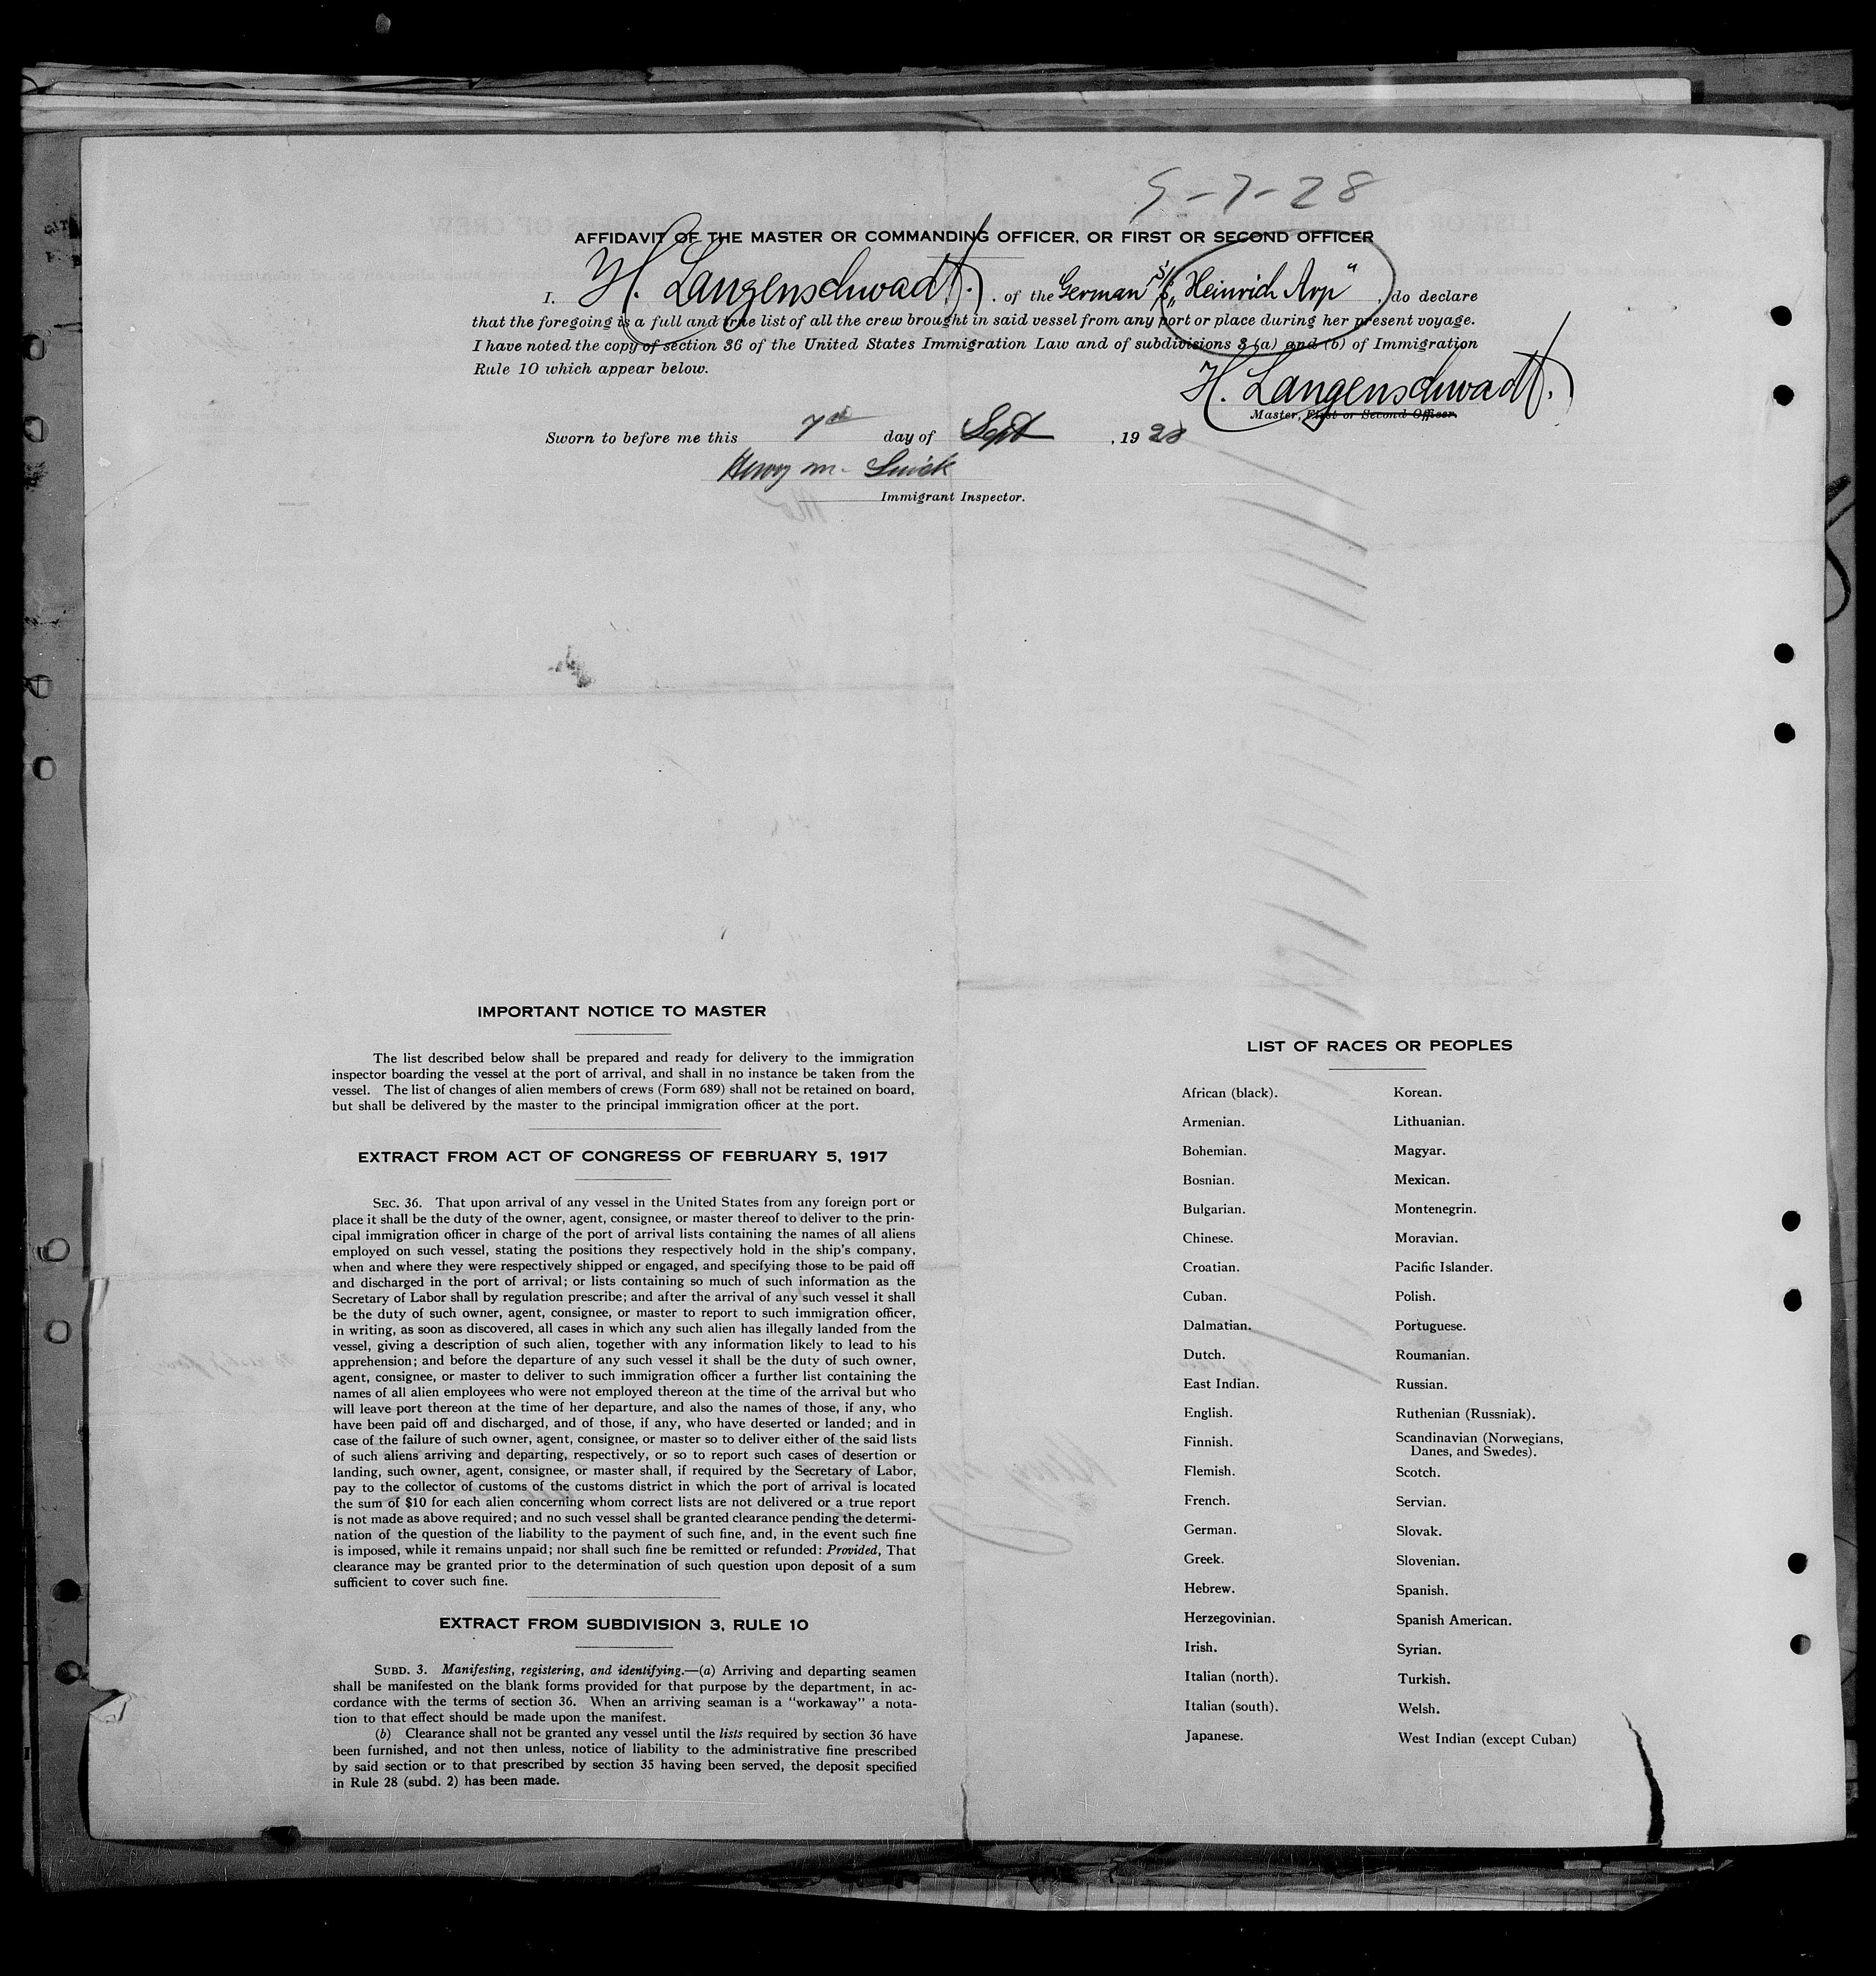 9-7-28
AFFIDAVIT OF THE MASTER OR COMMANDING OFFICER, OR FIRST OR SECOND OFFICER
I, H. Langenschwadt, of the German S/S „Heinrich Arp“, do declare
that the foregoing is a full and true list of all the crew brought in said vessel from any port or place during her present voyage.
I have noted the copy of section 36 of the United States Immigration Law and of subdivisions 3 (a) and (b) of Immigration
Rule 10 which appear below.
H. Langenschwadt.
Master, First or Second Officer.
Sworn to before me this 7th day of Sept, 1928
Henry M.
Immigrant Inspector.
IMPORTANT NOTICE TO MASTER
The list described below shall be prepared and ready for delivery to the immigration
inspector boarding the vessel at the port of arrival, and shall in no instance be taken from the
vessel. The list of changes of alien members of crews (Form 689) shall not be retained on board,
but shall be delivered by the master to the principal immigration officer at the port.
EXTRACT FROM ACT OF CONGRESS OF FEBRUARY 5, 1917
SEC. 36. That upon arrival of any vessel in the United States from any foreign port or
place it shall be the duty of the owner, agent, consignee, or master thereof to deliver to the prin-
cipal immigration officer in charge of the port of arrival lists containing the names of all aliens
employed on such vessel, stating the positions they respectively hold in the ship's company,
when and where they were respectively shipped or engaged, and specifying those to be paid off
and discharged in the port of arrival; or lists containing so much of such information as the
Secretary of Labor shall by regulation prescribe; and after the arrival of any such vessel it shall
be the duty of such owner, agent, consignee, or master to report to such immigration officer,
in writing, as soon as discovered, all cases in which any such alien has illegally landed from the
vessel, giving a description of such alien, together with any information likely to lead to his
apprehension; and before the departure of any such vessel it shall be the duty of such owner,
agent, consignee, or master to deliver to such immigration officer a further list containing the
names of all alien employees who were not employed thereon at the time of the arrival but who
will leave port thereon at the time of her departure, and also the names of those, if any, who
have been paid off and discharged, and of those, if any, who have deserted or landed; and in
case of the failure of such owner, agent, consignee, or master so to deliver either of the said lists
of such aliens arriving and departing, respectively, or so to report such cases of desertion or
landing, such owner, agent, consignee, or master shall, if required by the Secretary of Labor,
pay to the collector of customs of the customs district in which the port of arrival is located
the sum of $10 for each alien concerning whom correct lists are not delivered or a true report
is not made as above required; and no such vessel shall be granted clearance pending the determi-
nation of the question of the liability to the payment of such fine, and, in the event such fine
is imposed, while it remains unpaid; nor shall such fine be remitted or refunded: Provided, That
clearance may be granted prior to the determination of such question upon deposit of a sum
sufficient to cover such fine.
EXTRACT FROM SUBDIVISION 3, RULE 10
SUBD. 3. Manifesting, registering, and identifying.—(a) Arriving and departing seamen
shall be manifested on the blank forms provided for that purpose by the department, in ac-
cordance with the terms of section 36. When an arriving seaman is a "workaway" a nota-
tion to that effect should be made upon the manifest.
(b) Clearance shall not be granted any vessel until the lists required by section 36 have
been furnished, and not then unless, notice of liability to the administrative fine prescribed
by said section or to that prescribed by section 35 having been served, the deposit specified
in Rule 28 (subd. 2) has been made.
LIST OF RACES OR PEOPLES
African (black).
Armenian.
Bohemian.
Bosnian.
Bulgarian.
Chinese.
Croatian.
Cuban.
Dalmatian.
Dutch.
East Indian.
English.
Finnish.
Flemish.
French.
German.
Greek.
Hebrew.
Herzegovinian.
Irish.
Italian (north).
Italian (south).
Japanese.
Korean.
Lithuanian.
Magyar.
Mexican.
Montenegrin.
Moravian.
Pacific Islander.
Polish.
Portuguese.
Roumanian.
Russian.
Ruthenian (Russniak).
Scandinavian (Norwegians,
Danes, and Swedes).
Scotch.
Servian.
Slovak.
Slovenian.
Spanish.
Spanish American.
Syrian.
Turkish.
Welsh.
West Indian (except Cuban)